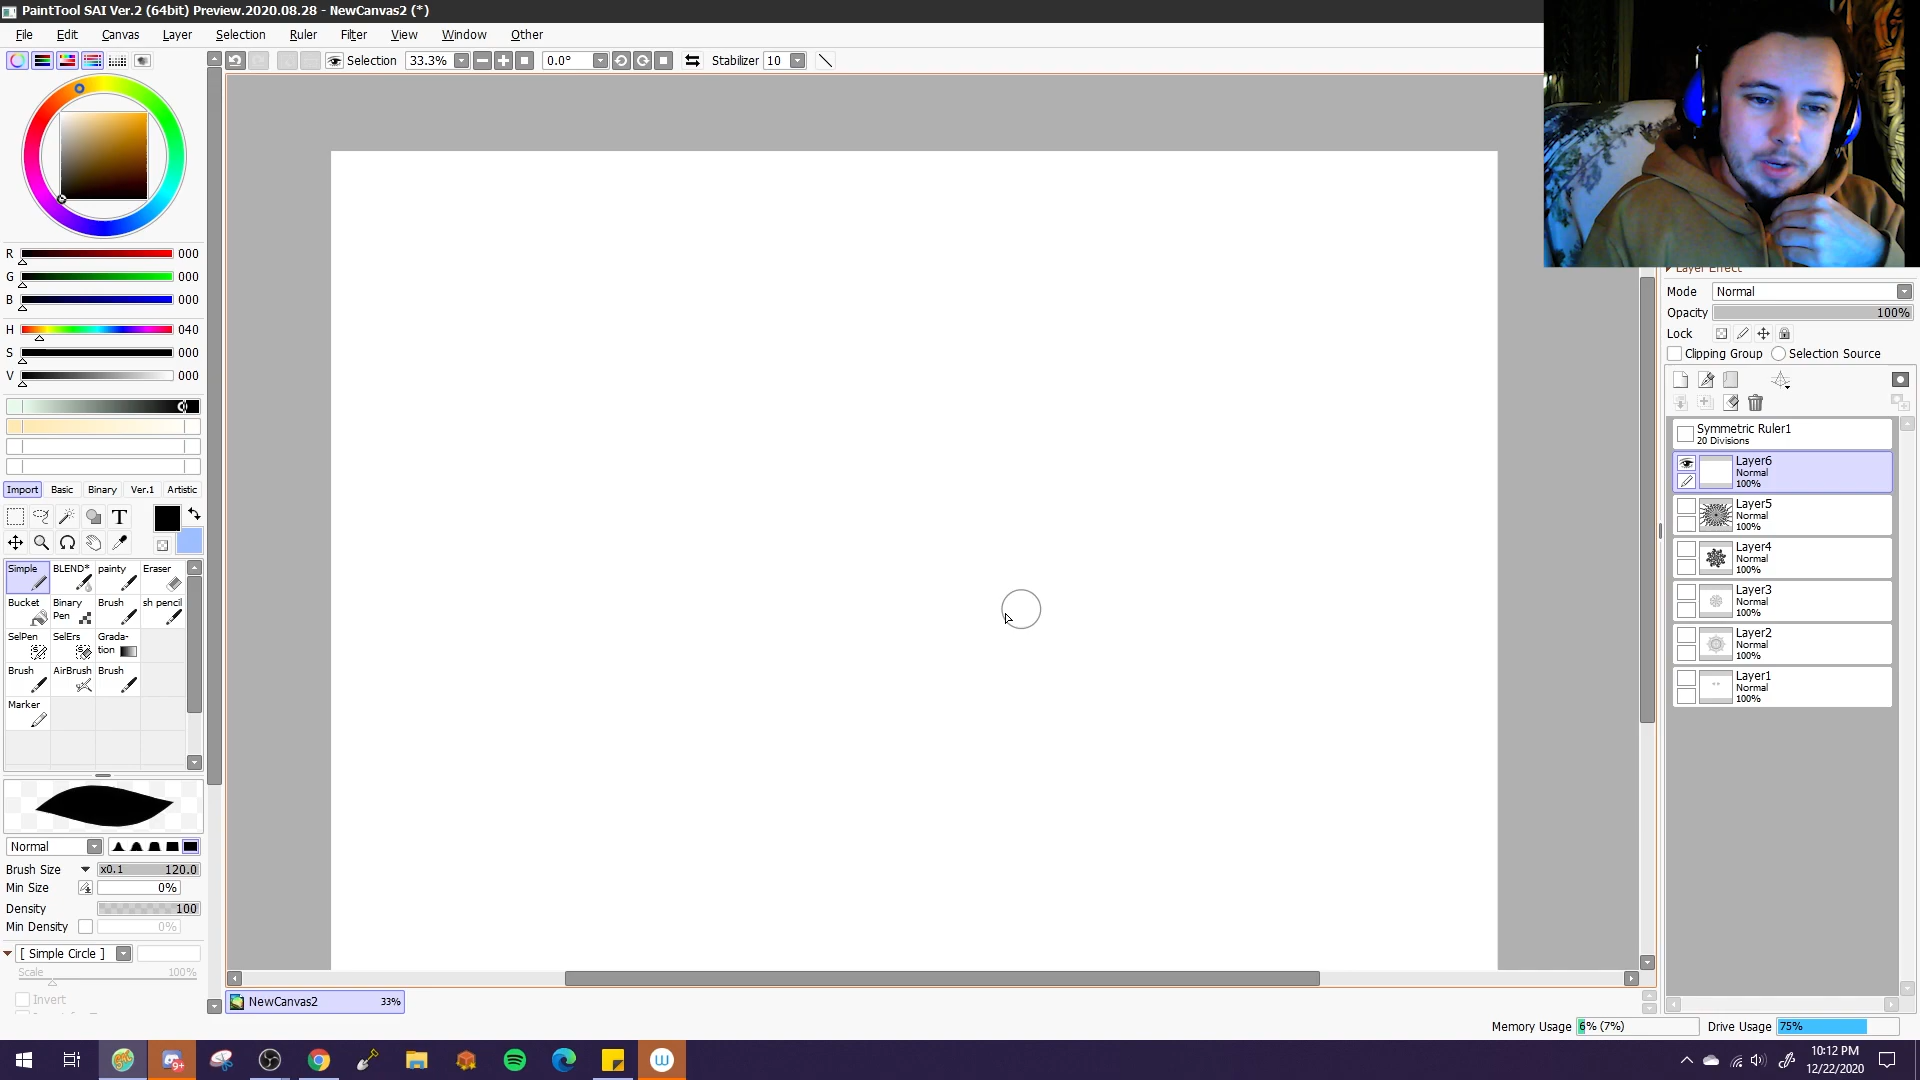 PaintTool SAI Ver.2 (64bit) Preview.2020.08.28 - NewCanvas2 (*)
File Edit Canvas Layer Selection Ruler Filter View Window Other
Selection 33.3% 0.0° Stabilizer 10
R 000
G 000
B 000
H 040
S 000
V 000
Import Basic Binary Ver.1 Artistic
T
Simple BLEND* painty Eraser
Bucket Binary Pen Brush sh pencil
SelPen SelErs Grada-tion
Brush AirBrush Brush
Marker
Normal
Brush Size x0.1 120.0
Min Size 0%
Density 100
Min Density 0%
[ Simple Circle ]
Scale 100%
Invert
NewCanvas2 33%
Layer Effect
Mode Normal
Opacity 100%
Lock
Clipping Group Selection Source
Symmetric Ruler1
20 Divisions
Layer6
Normal
100%
Layer5
Normal
100%
Layer4
Normal
100%
Layer3
Normal
100%
Layer2
Normal
100%
Layer1
Normal
100%
Memory Usage 6% (7%) Drive Usage 75%
9+
10:12 PM
12/22/2020